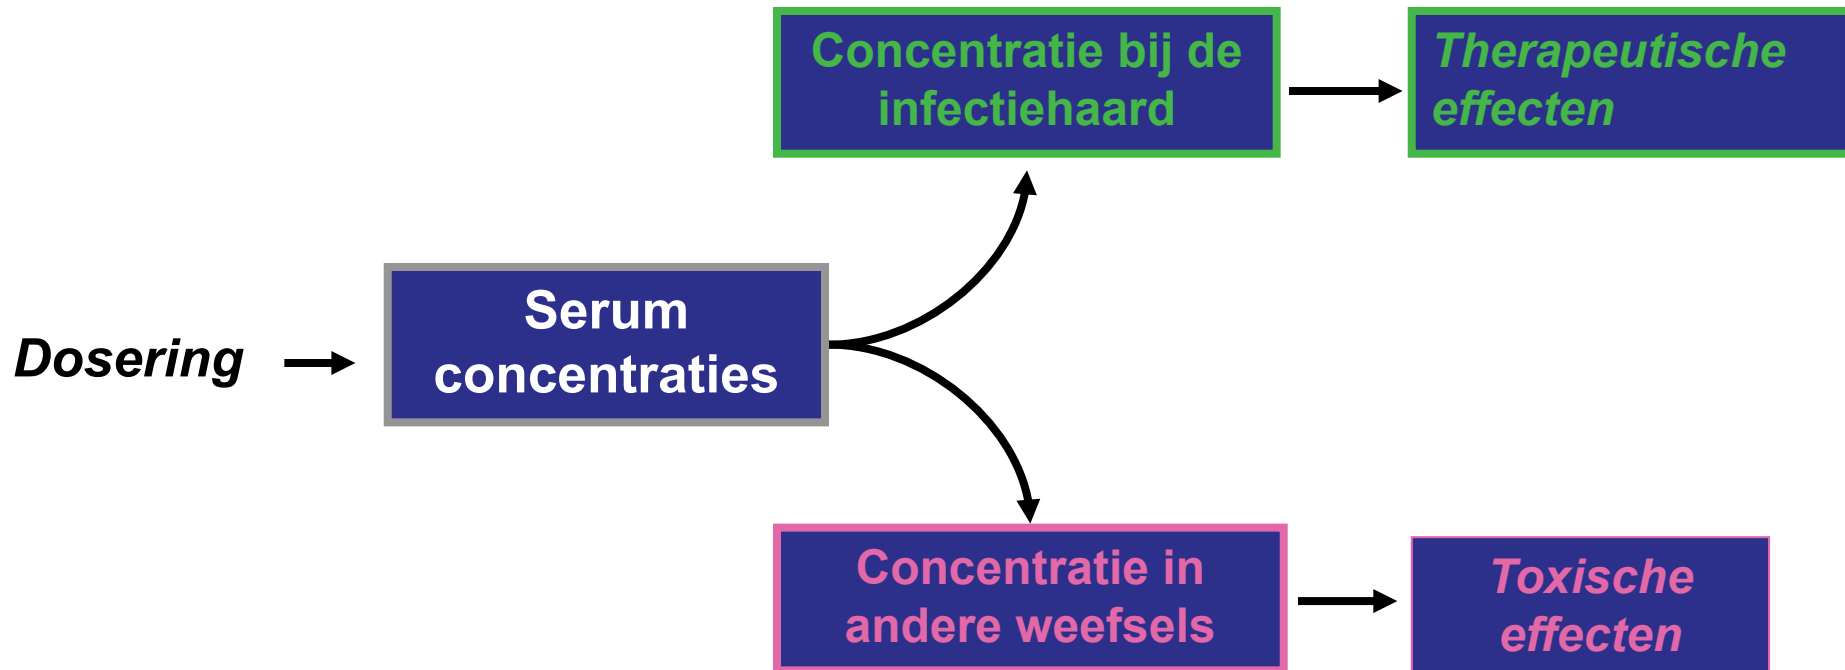 Concentratie bij de
infectiehaard
Therapeutische
effecten
Dosering
Serum
concentraties
Concentratie in
andere weefsels
Toxische
effecten